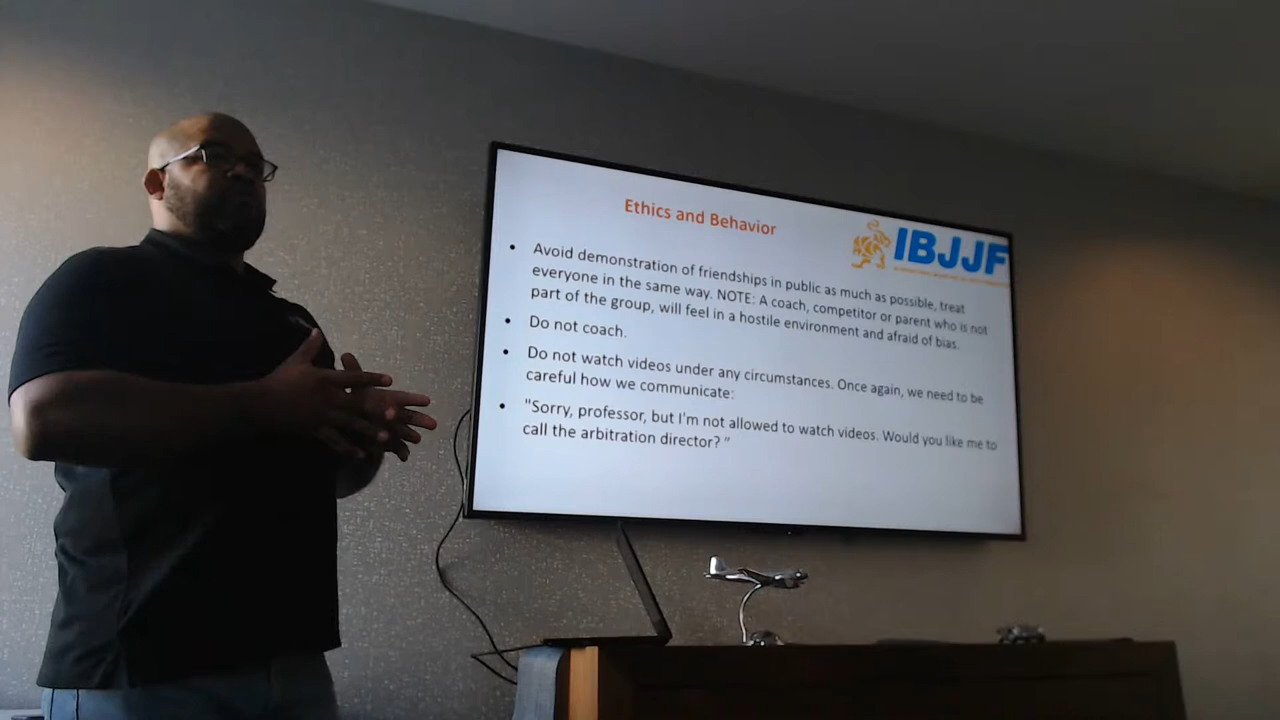 Ethics and Behavior
IBJJF
• Avoid demonstration of friendships in public as much as possible, treat
everyone in the same way. NOTE: A coach, competitor or parent who is not
part of the group, will feel in a hostile environment and afraid of bias.
• Do not coach.
• Do not watch videos under any circumstances. Once again, we need to be
careful how we communicate:
• "Sorry, professor, but I'm not allowed to watch videos. Would you like me to
call the arbitration director? "